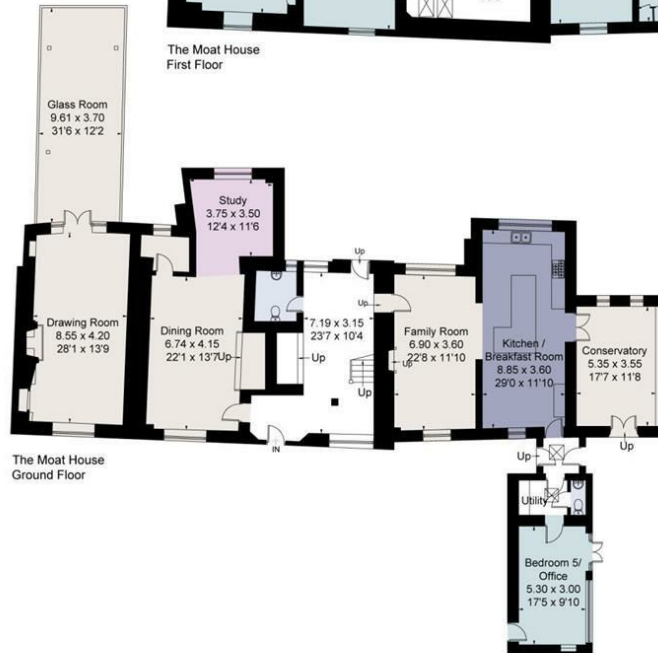 The Moat House
First Floor
Glass Room
9.61 x 3.70
31'6 x 12'2
Study
3.75 x 3.50
12'4 x 11'6
Up
Drawing Room
8.55 x 4.20
28'1 x 13'9
Dining Room
6.74 x 4.15
22'1 x 13'7
Up
7.19 x 3.15
23'7 x 10'4
Up
Up
Up
Family Room
6.90 x 3.60
22'8 x 11'10
Up
Kitchen /
Breakfast Room
8.85 x 3.60
29'0 x 11'10
Conservatory
5.35 x 3.55
17'7 x 11'8
Up
IN
Up
The Moat House
Ground Floor
Utility
Bedroom 5/
Office
5.30 x 3.00
17'5 x 9'10